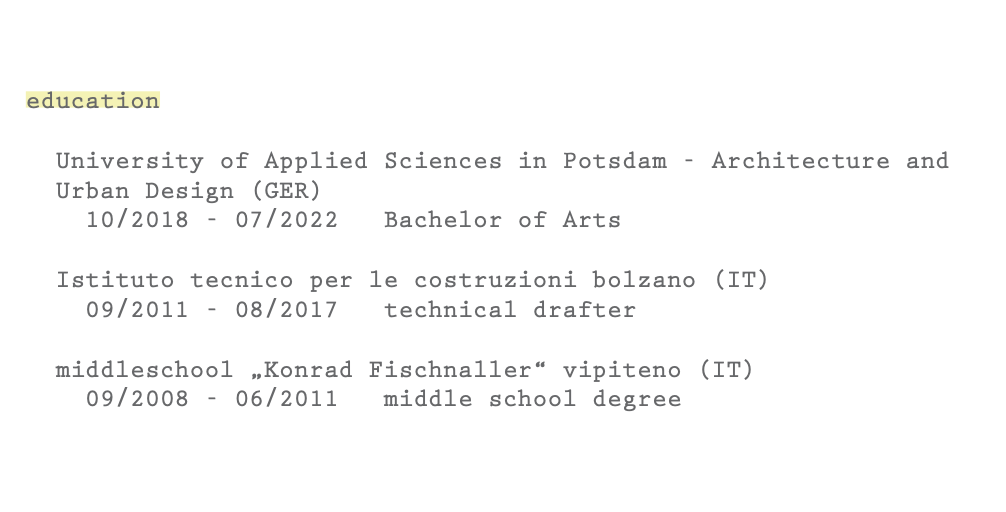 education
University of Applied Sciences in Potsdam - Architecture and
Urban Design (GER)
10/2018 - 07/2022 Bachelor of Arts
Istituto tecnico per le costruzioni bolzano (IT)
09/2011 - 08/2017 technical drafter
middleschool „Konrad Fischnaller“ vipiteno (IT)
09/2008 - 06/2011 middle school degree